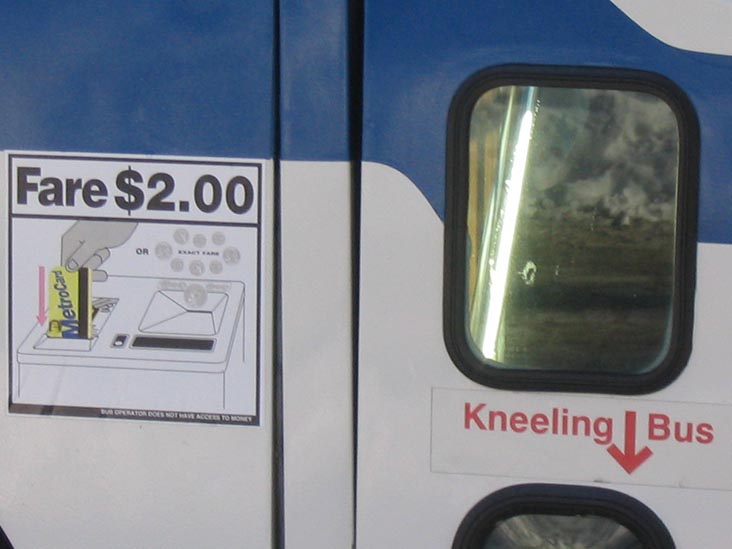 Fare $2.00
OR
EXACT FARE
MetroCard
BUS OPERATOR DOES NOT HAVE ACCESS TO MONEY
Kneeling Bus